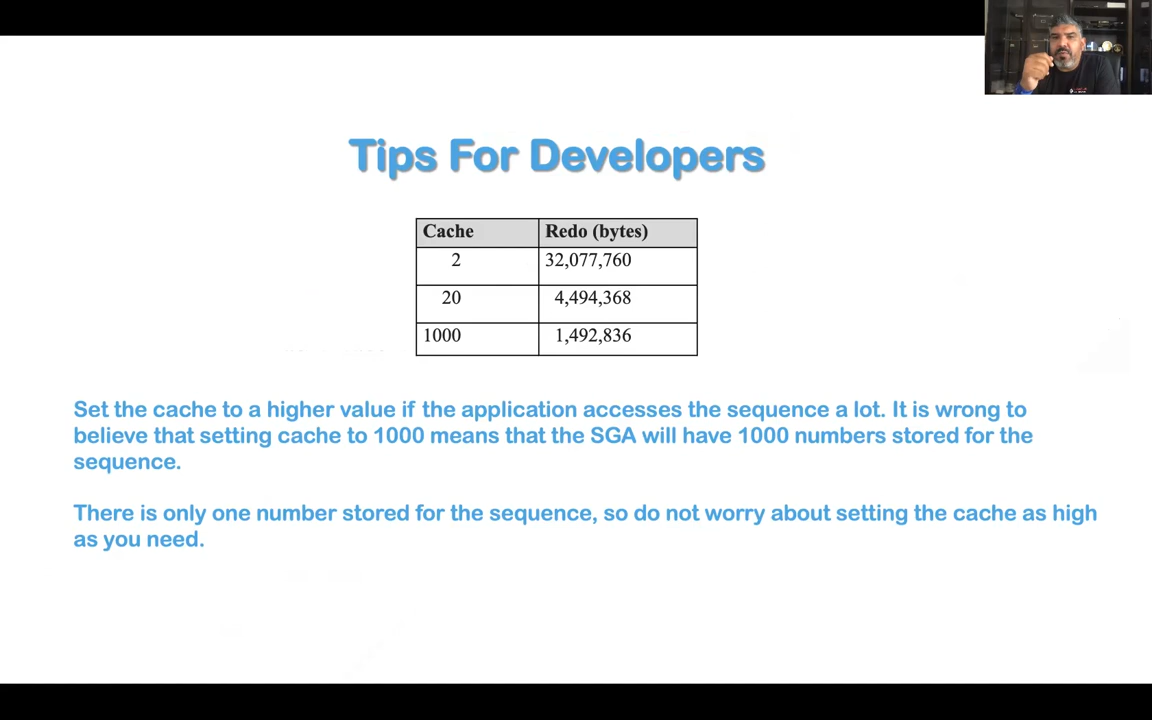 Tips For Developers
Cache Redo (bytes)
2 32,077,760
20 4,494,368
1000 1,492,836
Set the cache to a higher value if the application accesses the sequence a lot. It is wrong to
believe that setting cache to 1000 means that the SGA will have 1000 numbers stored for the
sequence.
There is only one number stored for the sequence, so do not worry about setting the cache as high
as you need.